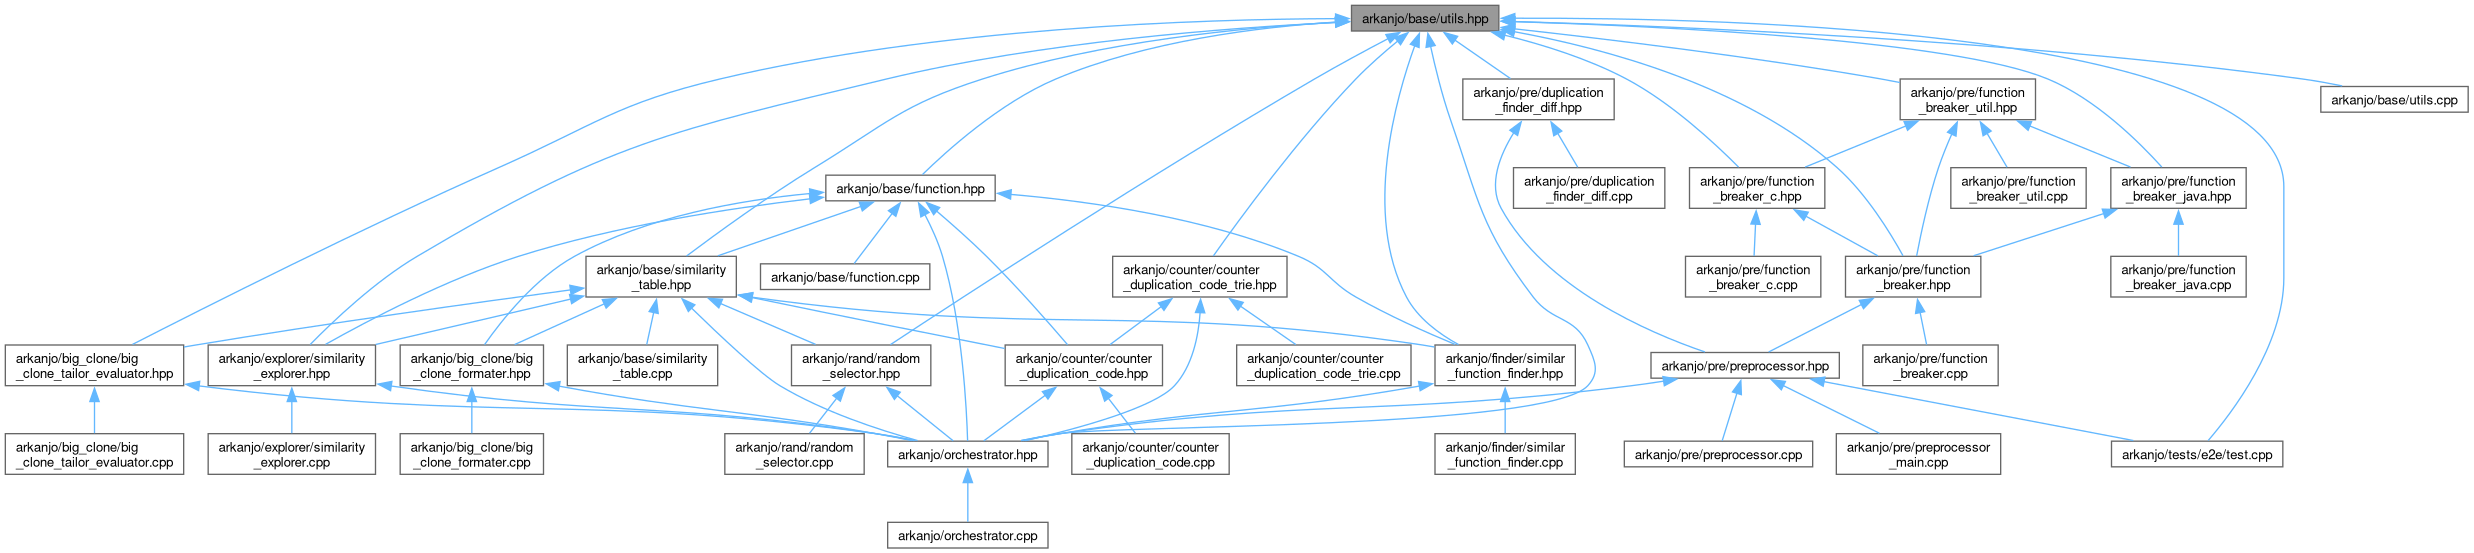 arkanjo/base/utils.hpp
arkanjo/pre/duplication
_finder_diff.hpp
arkanjo/pre/function
_breaker_util.hpp
arkanjo/base/utils.cpp
arkanjo/base/function.hpp
arkanjo/pre/duplication
_finder_diff.cpp
arkanjo/pre/function
_breaker_c.hpp
arkanjo/pre/function
_breaker_util.cpp
arkanjo/pre/function
_breaker_java.hpp
arkanjo/base/similarity
_table.hpp
arkanjo/base/function.cpp
arkanjo/counter/counter
_duplication_code_trie.hpp
arkanjo/pre/function
_breaker_c.cpp
arkanjo/pre/function
_breaker.hpp
arkanjo/pre/function
_breaker_java.cpp
arkanjo/big_clone/big
_clone_tailor_evaluator.hpp
arkanjo/explorer/similarity
_explorer.hpp
arkanjo/big_clone/big
_clone_formater.hpp
arkanjo/base/similarity
_table.cpp
arkanjo/rand/random
_selector.hpp
arkanjo/counter/counter
_duplication_code.hpp
arkanjo/counter/counter
_duplication_code_trie.cpp
arkanjo/finder/similar
_function_finder.hpp
arkanjo/pre/preprocessor.hpp
arkanjo/pre/function
_breaker.cpp
arkanjo/big_clone/big
_clone_tailor_evaluator.cpp
arkanjo/explorer/similarity
_explorer.cpp
arkanjo/big_clone/big
_clone_formater.cpp
arkanjo/rand/random
_selector.cpp
arkanjo/orchestrator.hpp
arkanjo/counter/counter
_duplication_code.cpp
arkanjo/finder/similar
_function_finder.cpp
arkanjo/pre/preprocessor.cpp
arkanjo/pre/preprocessor
_main.cpp
arkanjo/tests/e2e/test.cpp
arkanjo/orchestrator.cpp